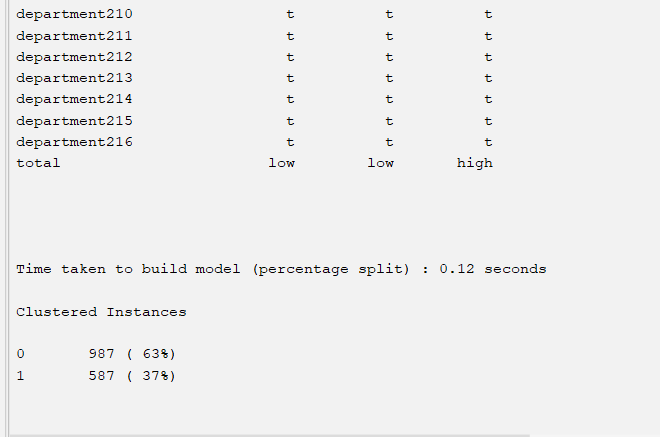 department210 t t t
department211 t t t
department212 t t t
department213 t t t
department214 t t t
department215 t t t
department216 t t t
total low low high
Time taken to build model (percentage split) : 0.12 seconds
Clustered Instances
0 987 ( 63%)
1 587 ( 37%)